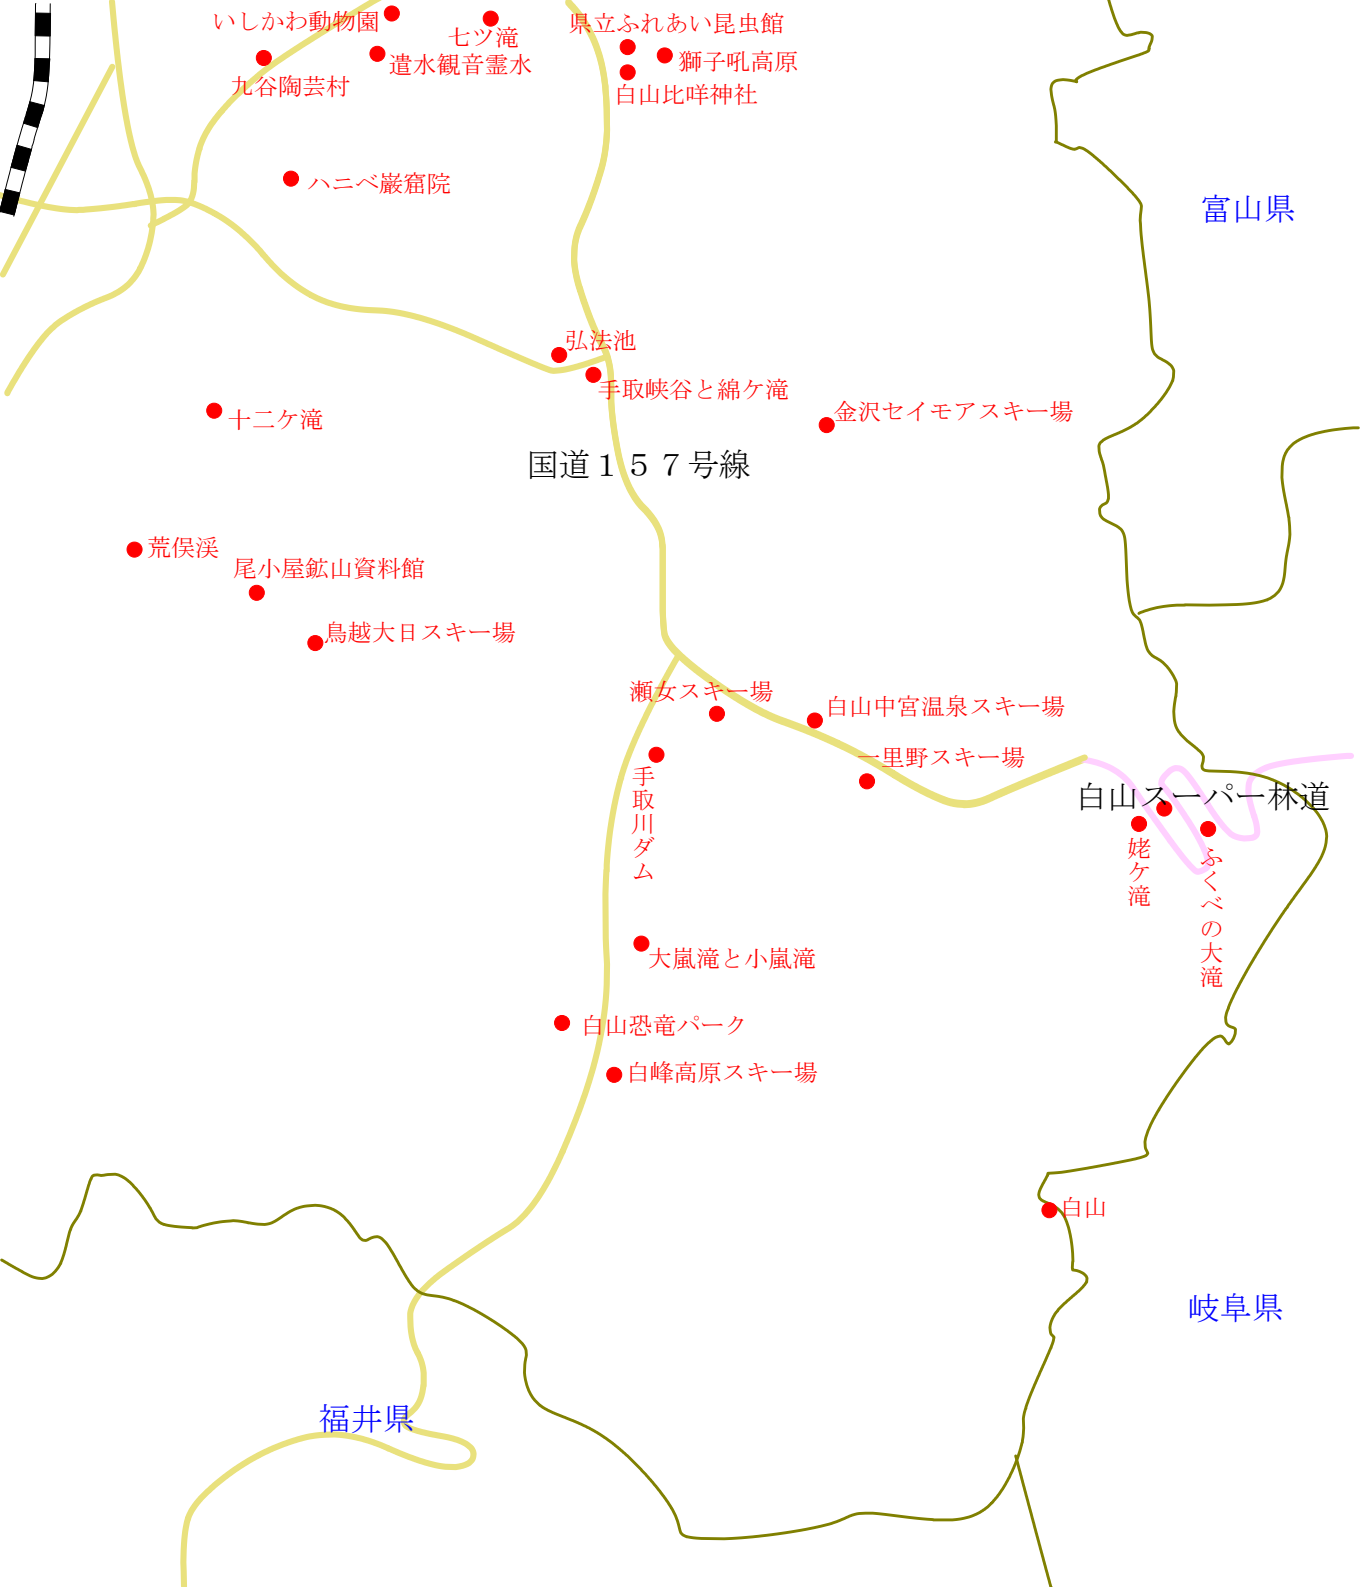 いしかわ動物園
七ツ滝
県立ふれあい昆虫館
遣水観音霊水
獅子吼高原
九谷陶芸村
白山比咩神社
ハニベ巌窟院
富山県
弘法池
手取峡谷と綿ケ滝
金沢セイモアスキー場
十二ケ滝
国道１５７号線
荒俣渓
尾小屋鉱山資料館
鳥越大日スキー場
瀬女スキー場
白山中宮温泉スキー場
一里野スキー場
手取川ダム
白山スーパー林道
姥ケ滝
ふくべの大滝
大嵐滝と小嵐滝
白山恐竜パーク
白峰高原スキー場
白山
岐阜県
福井県